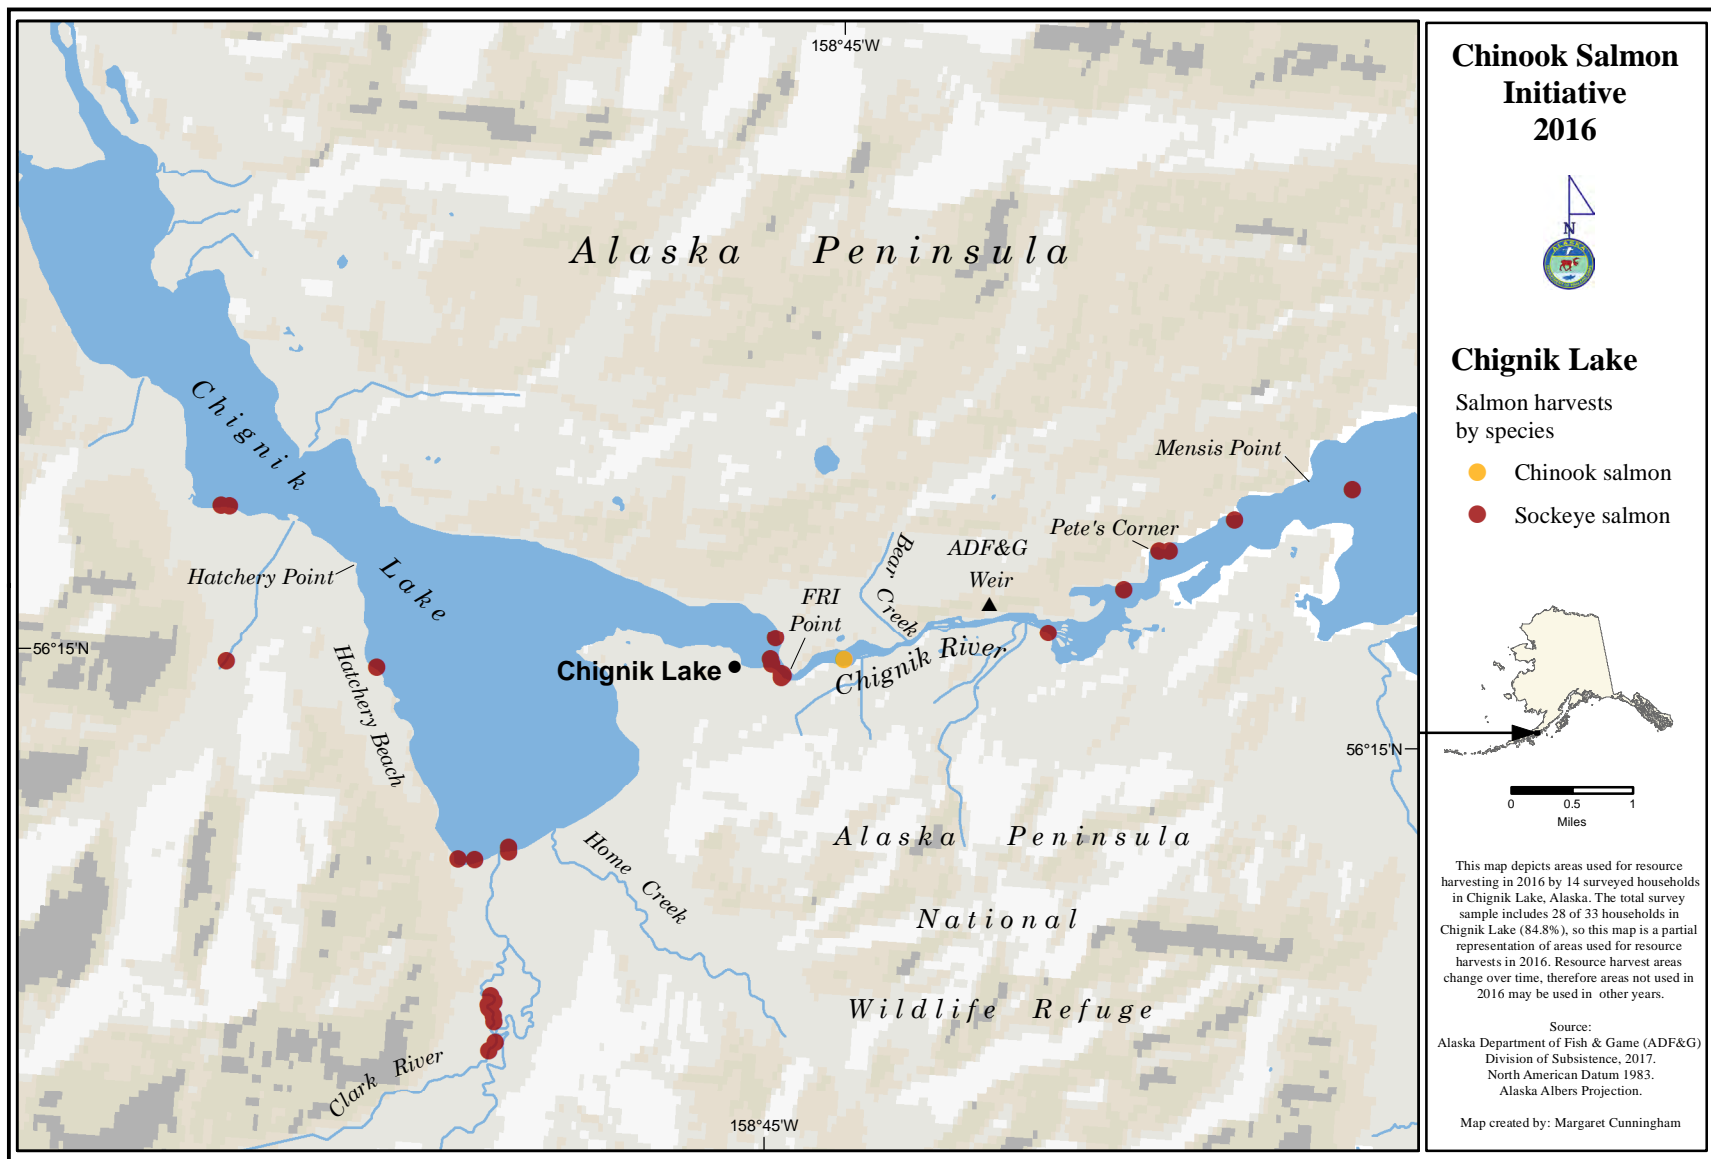 158°45'W
Alaska Peninsula
Chignik
Lake
Mensis Point
Pete's Corner
Bear Creek
ADF&G
Weir
Hatchery Point
FRI
Point
56°15'N
Chignik Lake
Chignik River
Hatchery Beach
56°15'N
Home Creek
Alaska Peninsula
National
Wildlife Refuge
Clark River
158°45'W
Chinook Salmon
Initiative
2016
N
Chignik Lake
Salmon harvests
by species
Chinook salmon
Sockeye salmon
0 0.5 1
Miles
This map depicts areas used for resource
harvesting in 2016 by 14 surveyed households
in Chignik Lake, Alaska. The total survey
sample includes 28 of 33 households in
Chignik Lake (84.8%), so this map is a partial
representation of areas used for resource
harvests in 2016. Resource harvest areas
change over time, therefore areas not used in
2016 may be used in other years.
Source:
Alaska Department of Fish & Game (ADF&G)
Division of Subsistence, 2017.
North American Datum 1983.
Alaska Albers Projection.
Map created by: Margaret Cunningham